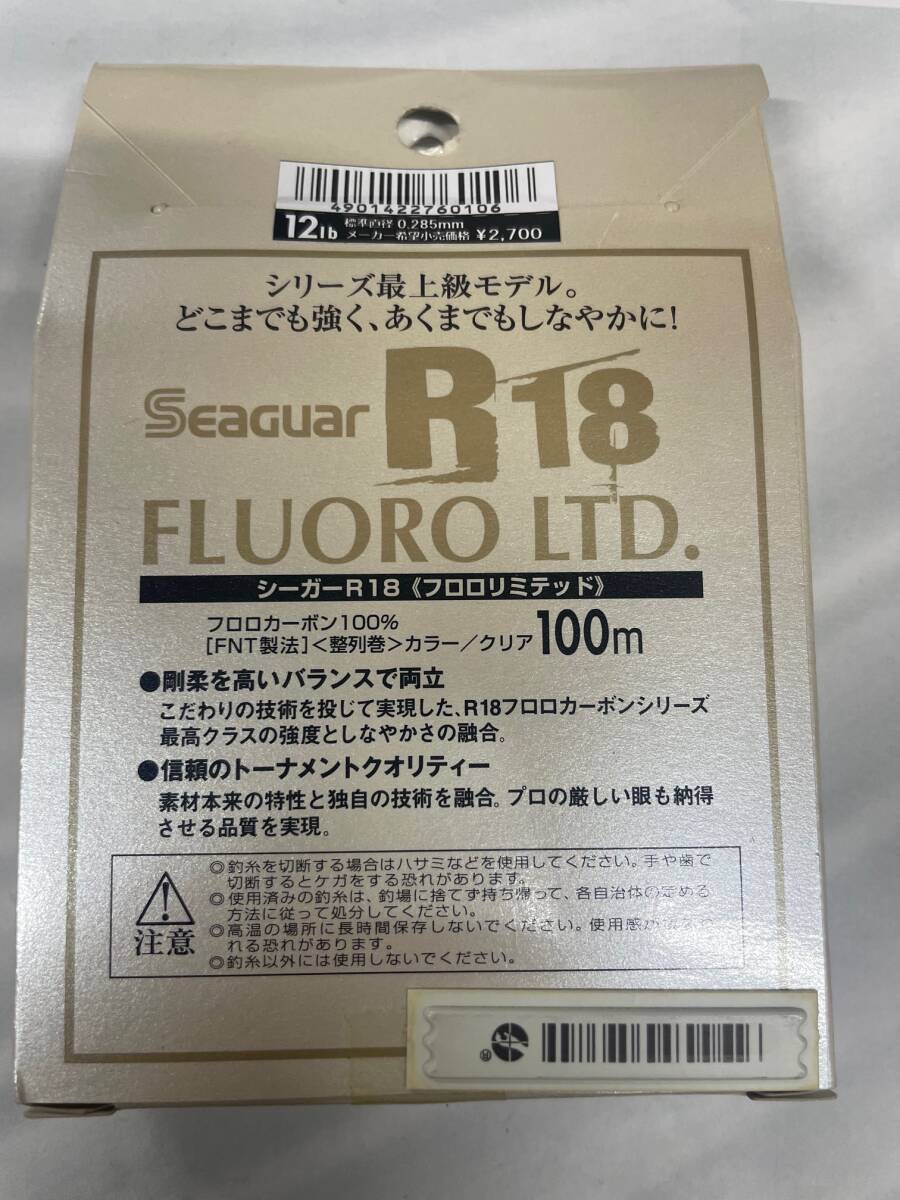 4901422760106
12lb 標準直径 0.285mm
メーカー希望小売価格 ¥2,700
シリーズ最上級モデル。
どこまでも強く、あくまでもしなやかに!
Seaguar R18
FLUORO LTD.
シーガーR18《フロロリミテッド》
フロロカーボン100%
[FNT製法]<整列巻>カラー/クリア 100m
●剛柔を高いバランスで両立
こだわりの技術を投じて実現した、R18フロロカーボンシリーズ
最高クラスの強度としなやかさの融合。
●信頼のトーナメントクオリティー
素材本来の特性と独自の技術を融合。プロの厳しい眼も納得
させる品質を実現。
注意
◎釣糸を切断する場合はハサミなどを使用してください。手や歯で
切断するとケガをする恐れがあります。
◎使用済みの釣糸は、釣場に捨てず持ち帰って、各自治体の定める
方法に従って処分してください。
◎高温の場所に長時間保存しないでください。使用感が
れる恐れがあります。
◎釣糸以外には使用しないでください。